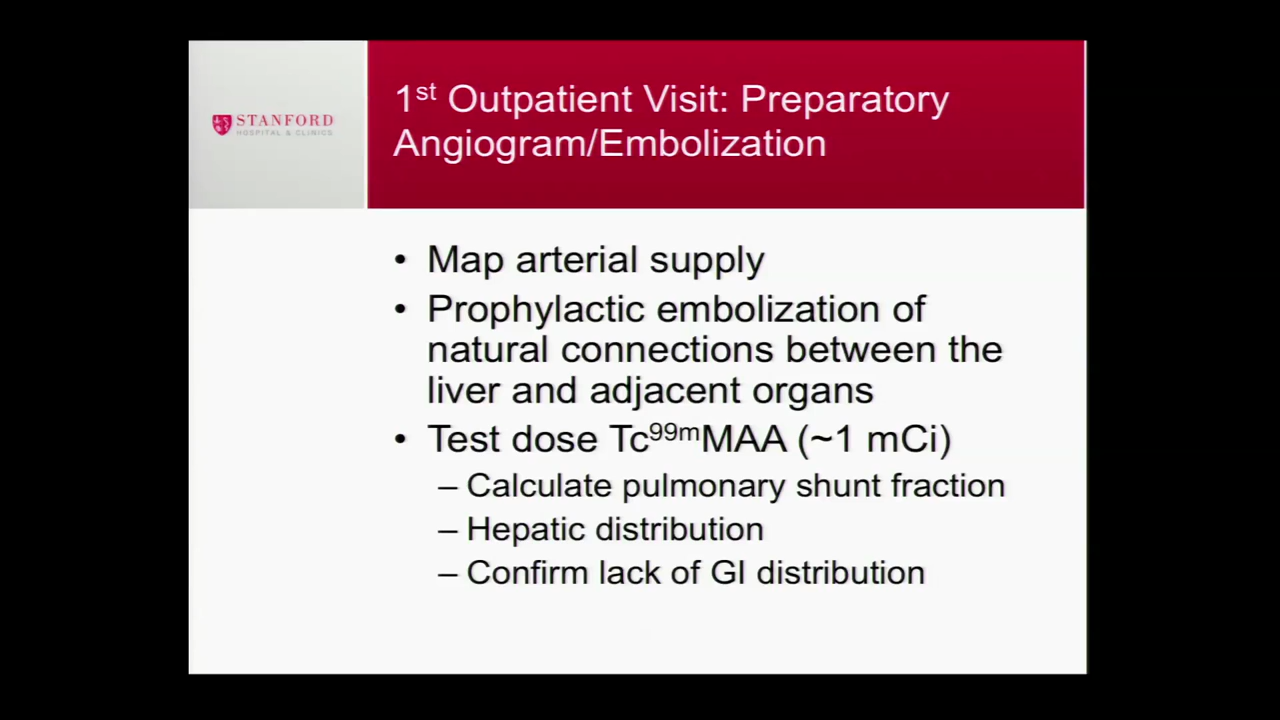 STANFORD
HOSPITAL & CLINICS
1st Outpatient Visit: Preparatory
Angiogram/Embolization
• Map arterial supply
• Prophylactic embolization of
natural connections between the
liver and adjacent organs
• Test dose Tc99mMAA (~1 mCi)
– Calculate pulmonary shunt fraction
– Hepatic distribution
– Confirm lack of GI distribution